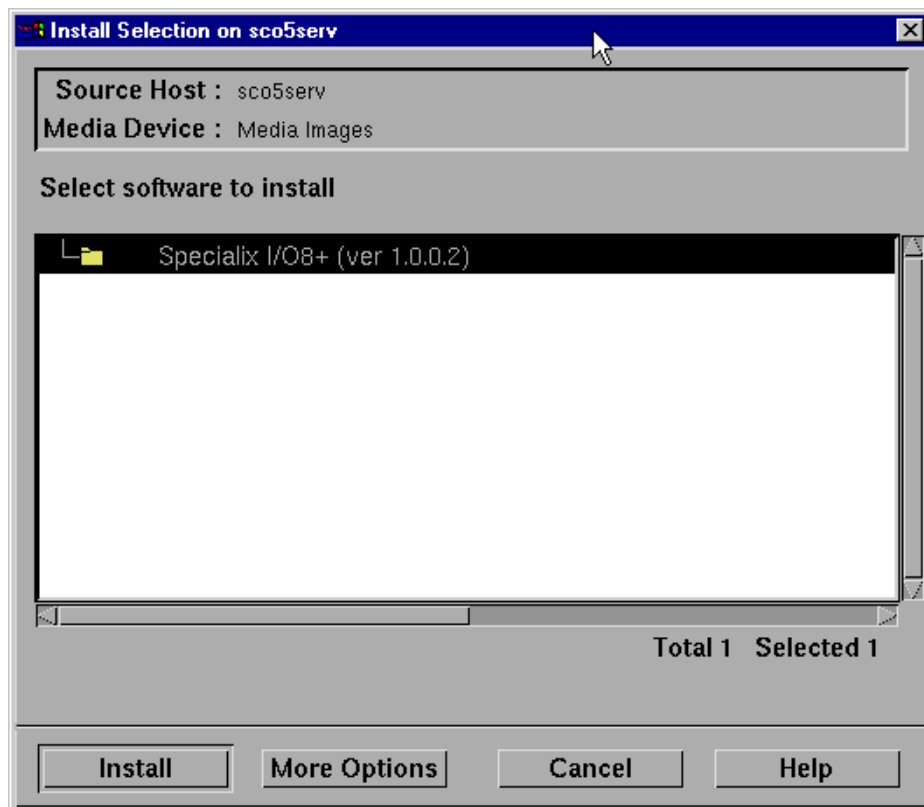 Install Selection on sco5serv
Source Host : sco5serv
Media Device : Media Images
Select software to install
Specialix I/O8+ (ver 1.0.0.2)
Total 1 Selected 1
Install More Options Cancel Help